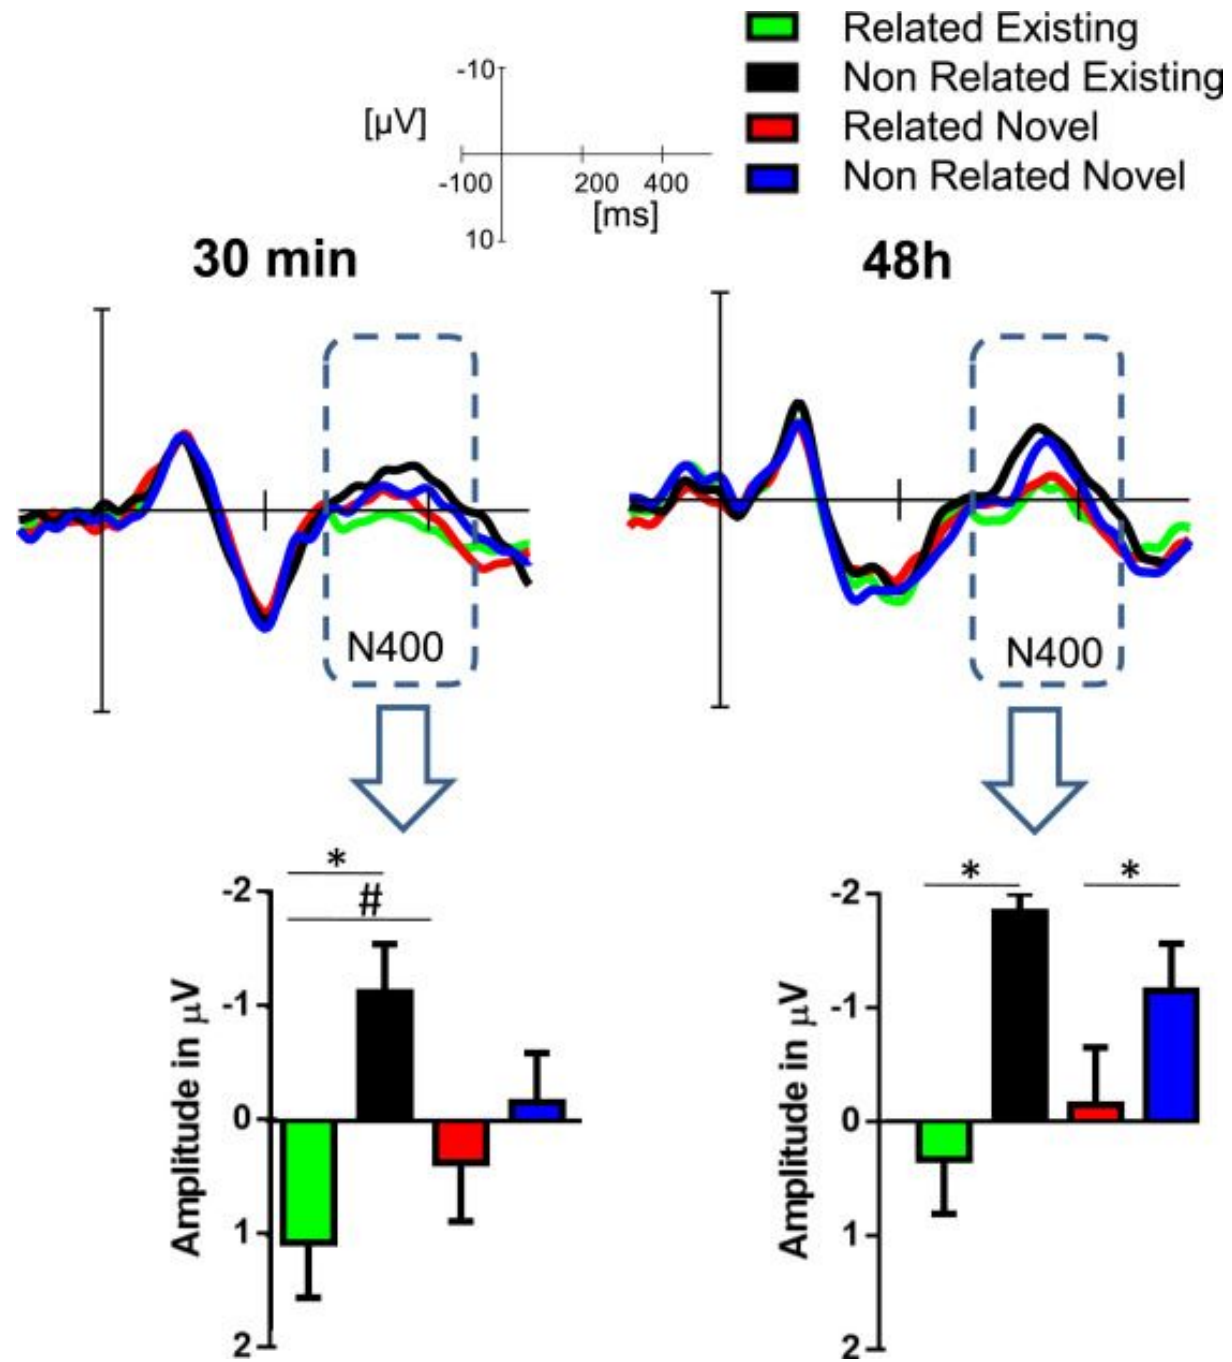 Related Existing
Non Related Existing
Related Novel
Non Related Novel
-10
[µV]
-100 200 400
[ms]
10
30 min 48h
N400 N400
* * *
#
-2 -2
-1 -1
0 0
1 1
2 2
Amplitude in µV Amplitude in µV